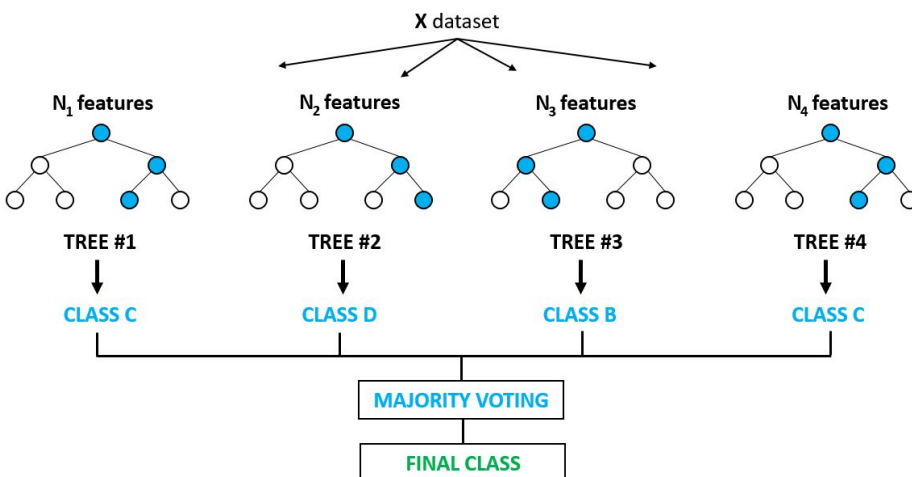 X dataset
N1 features
N2 features
N3 features
N4 features
TREE #1
TREE #2
TREE #3
TREE #4
CLASS C
CLASS D
CLASS B
CLASS C
MAJORITY VOTING
FINAL CLASS